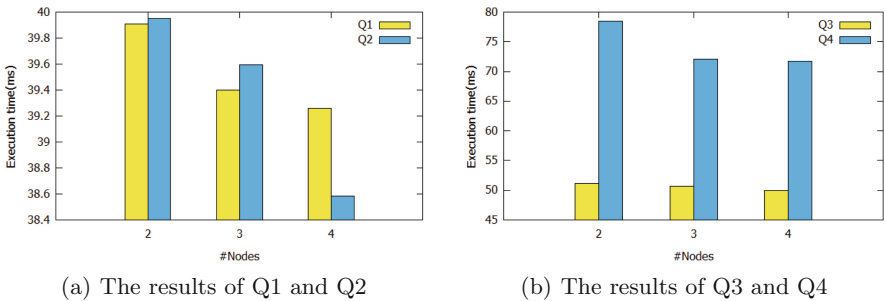 40
39.8
39.6
39.4
39.2
39
38.8
38.6
38.4
Execution time(ms)
Q1
Q2
2
3
4
#Nodes
(a) The results of Q1 and Q2
80
75
70
65
60
55
50
45
Execution time(ms)
Q3
Q4
2
3
4
#Nodes
(b) The results of Q3 and Q4